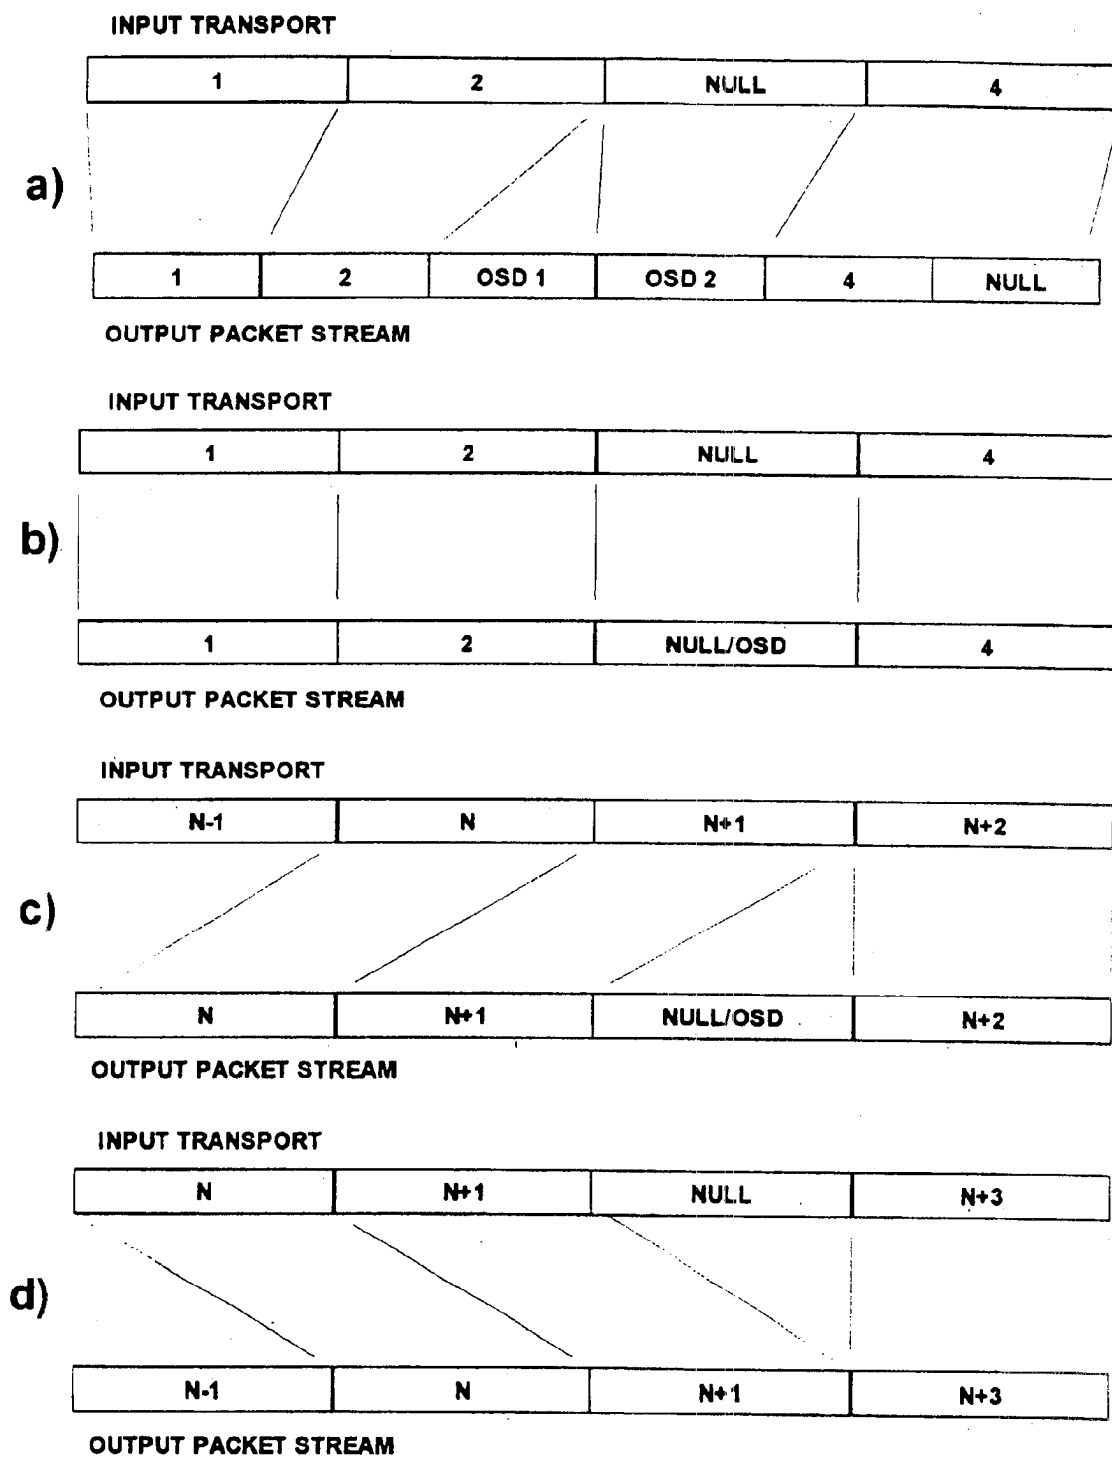 INPUT TRANSPORT
1 2 NULL 4
a)
1 2 OSD 1 OSD 2 4 NULL
OUTPUT PACKET STREAM
INPUT TRANSPORT
1 2 NULL 4
b)
1 2 NULL/OSD 4
OUTPUT PACKET STREAM
INPUT TRANSPORT
N-1 N N+1 N+2
c)
N N+1 NULL/OSD N+2
OUTPUT PACKET STREAM
INPUT TRANSPORT
N N+1 NULL N+3
d)
N-1 N N+1 N+3
OUTPUT PACKET STREAM